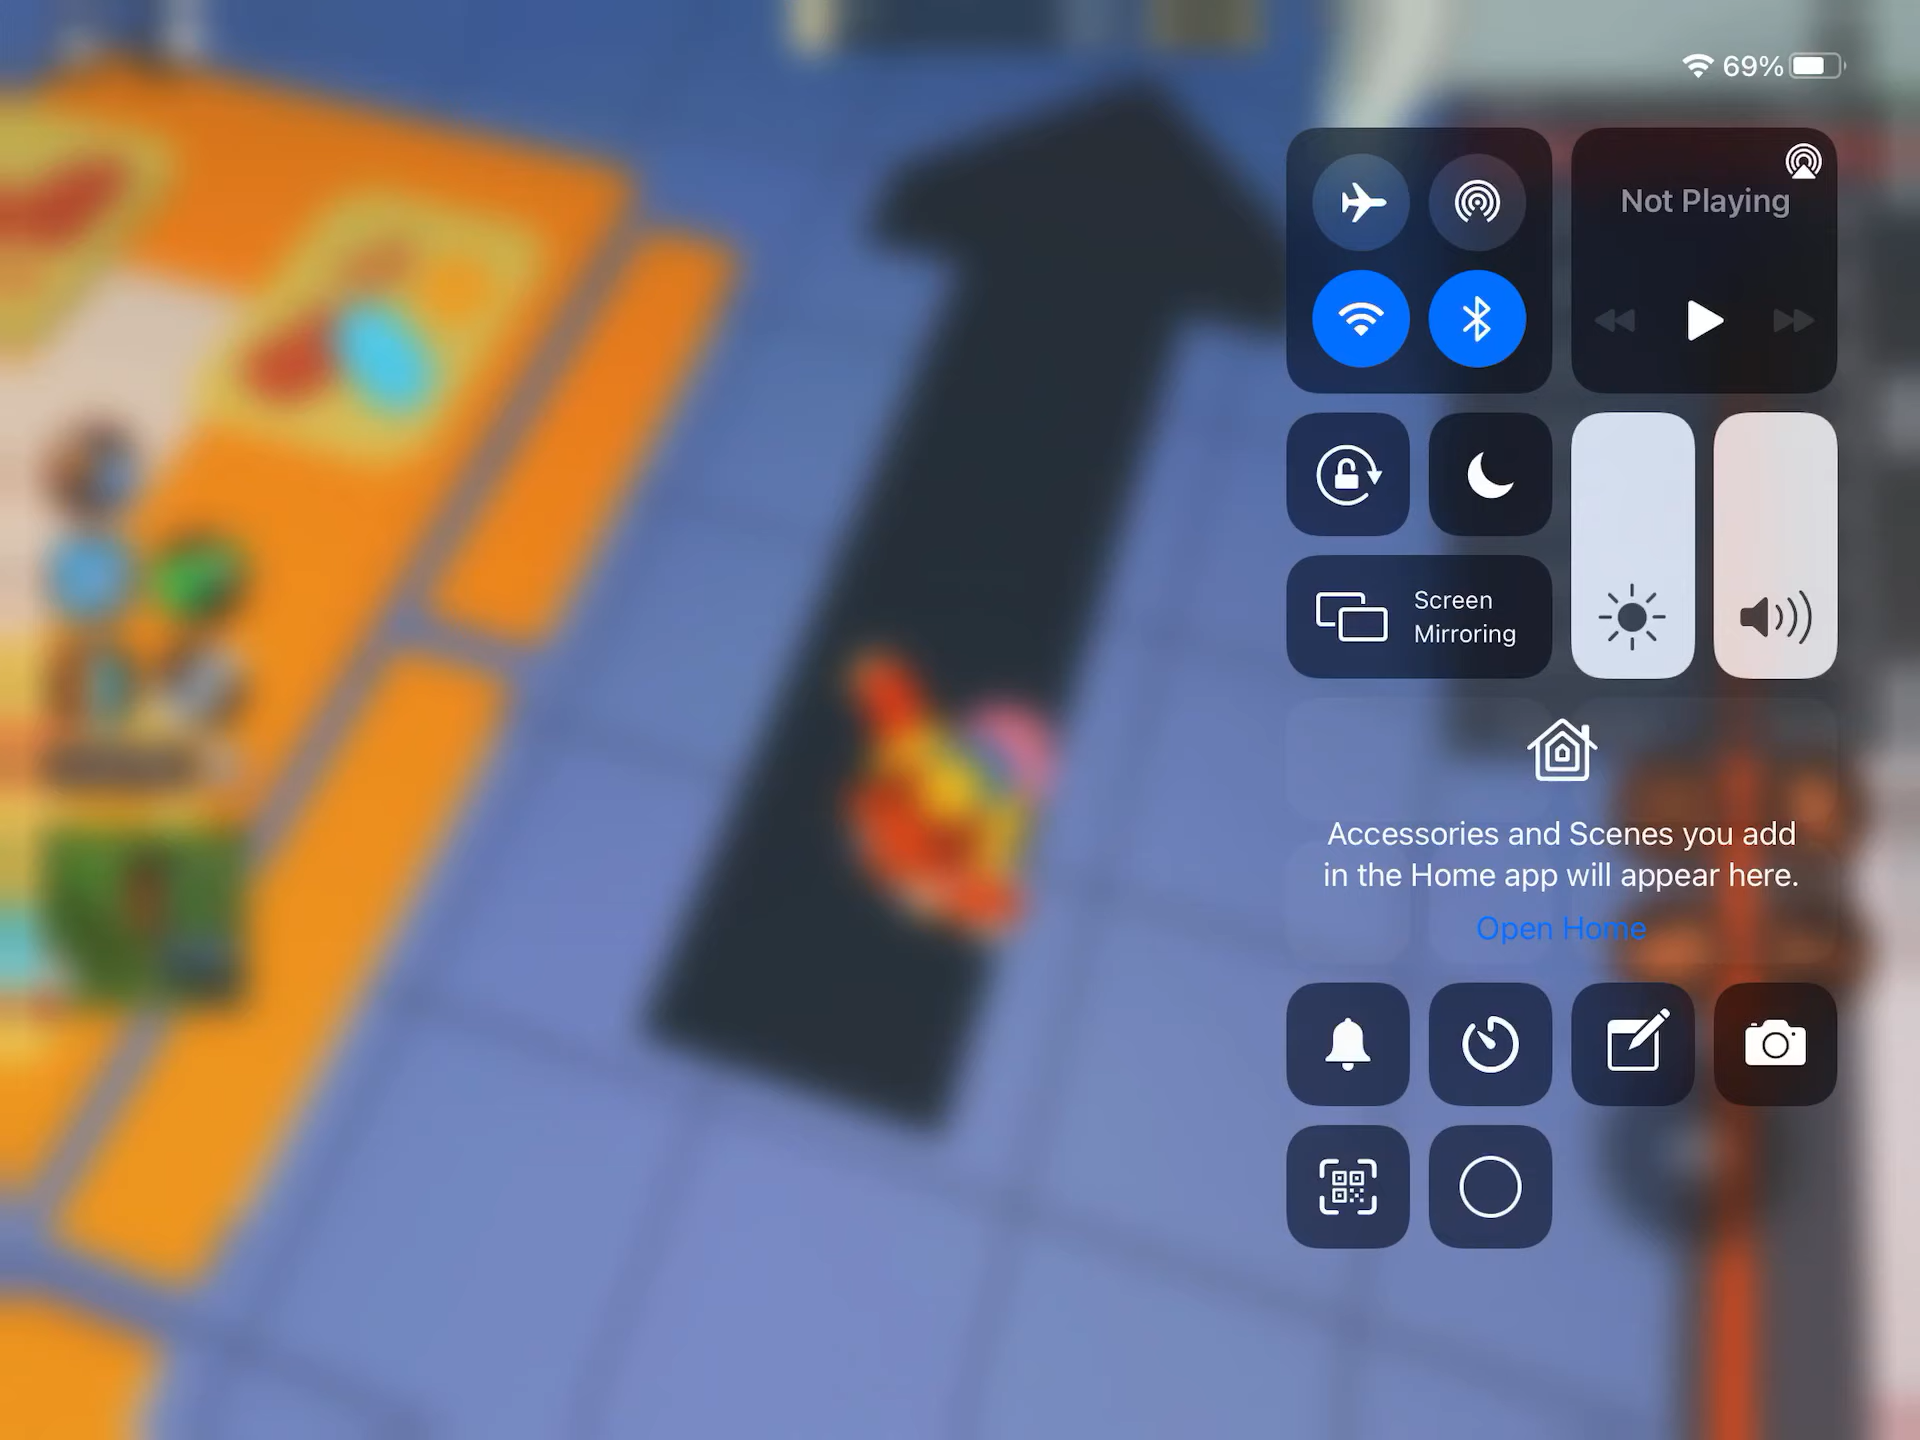 69%
Not Playing
Screen
Mirroring
Accessories and Scenes you add
in the Home app will appear here.
Open Home